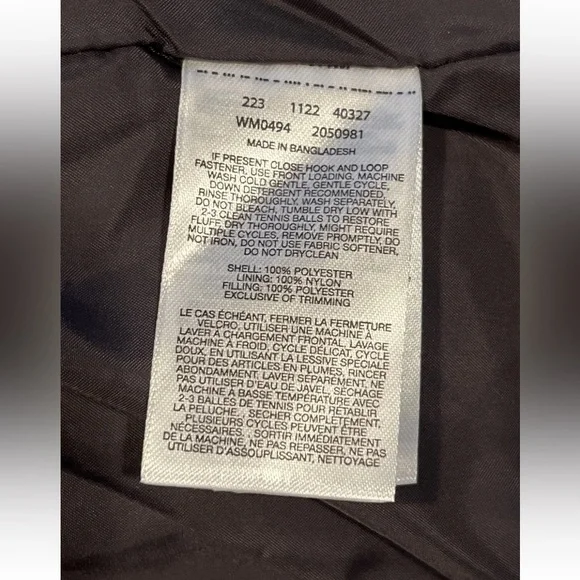 223 1122 40327
WM0494 2050981
MADE IN BANGLADESH
IF PRESENT CLOSE HOOK AND LOOP
FASTENER, USE FRONT LOADING, MACHINE
WASH COLD GENTLE, GENTLE CYCLE,
DOWN DETERGENT RECOMMENDED,
RINSE THOROUGHLY, WASH SEPARATELY,
DO NOT BLEACH, TUMBLE DRY LOW WITH
2-3 CLEAN TENNIS BALLS TO RESTORE
FLUFF DRY THOROUGHLY, MIGHT REQUIRE
MULTIPLE CYCLES, REMOVE PROMPTLY, DO
NOT IRON, DO NOT USE FABRIC SOFTENER,
DO NOT DRYCLEAN
SHELL: 100% POLYESTER
LINING: 100% NYLON
FILLING: 100% POLYESTER
EXCLUSIVE OF TRIMMING
LE CAS ÉCHÉANT, FERMER LA FERMETURE
VELCRO, UTILISER UNE MACHINE À
LAVER À CHARGEMENT FRONTAL, LAVAGE
MACHINE À FROID, CYCLE DÉLICAT, CYCLE
DOUX, EN UTILISANT LA LESSIVE SPÉCIALE
POUR DES ARTICLES EN PLUMES, RINCER
ABONDAMMENT, LAVER SÉPARÉMENT, NE
PAS UTILISER D'EAU DE JAVEL, SÉCHAGE
MACHINE À BASSE TEMPÉRATURE AVEC
2-3 BALLES DE TENNIS POUR RÉTABLIR
LA PELUCHE , SÉCHER COMPLÈTEMENT,
PLUSIEURS CYCLES PEUVENT ÊTRE
NÉCESSAIRES , SORTIR IMMÉDIATEMENT
DE LA MACHINE, NE PAS REPASSER, NE PAS
UTILISER D'ASSOUPLISSANT, NETTOYAGE